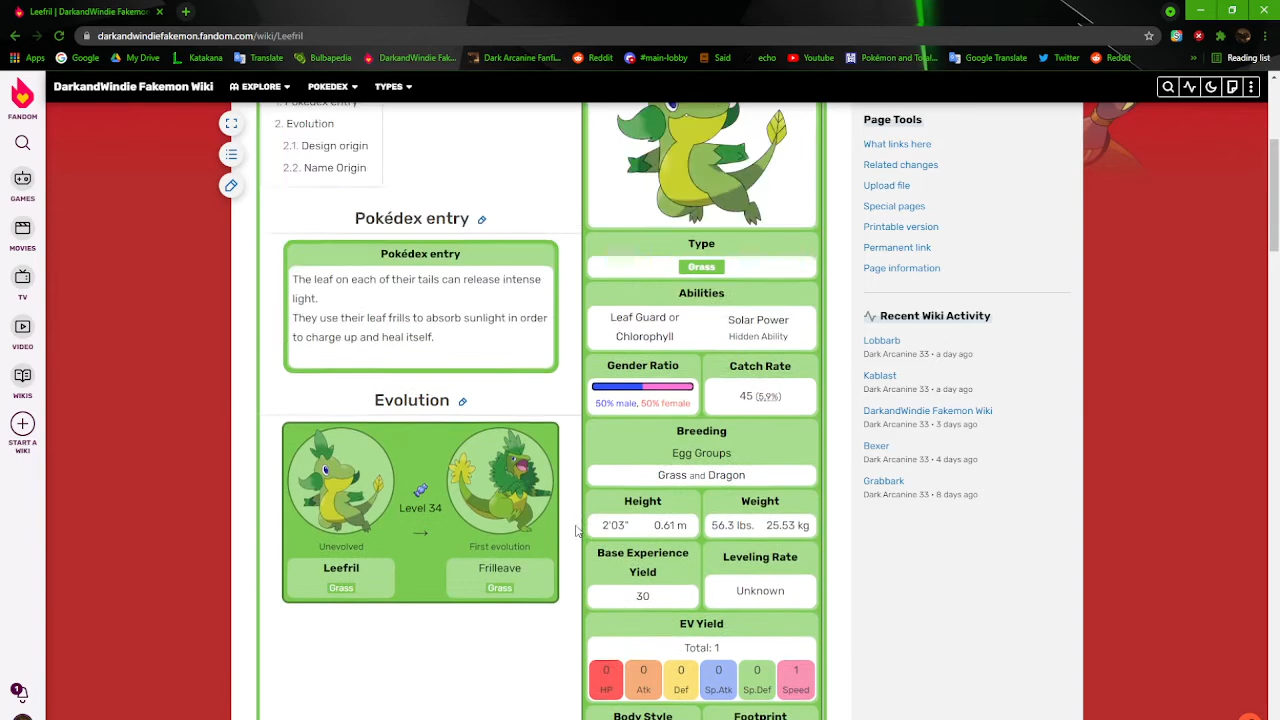 Leefril | DarkandWindie Fakemon
darkandwindiefakemon.fandom.com/wiki/Leefril
Apps Google Translate Bulbapedia DarkandWindie Fak... Dark Arcanine Fanfi... Reddit #main-lobby Said echo Youtube Pokémon and Total... Google Translate Twitter Reddit » Reading list
M Live Katakana
FANDOM
GAMES
MOVIES
TV
VIDEO
WIKIS
START A
WIKI
1
DarkandWindie Fakemon Wiki EXPLORE POKEDEX TYPES
1. Pokédex entry
2. Evolution
2.1. Design origin
2.2. Name Origin
Pokédex entry
Pokédex entry
The leaf on each of their tails can release intense
light.
They use their leaf frills to absorb sunlight in order
to charge up and heal itself.
Evolution
Level 34
→
Unevolved
Leefril
Grass
First evolution
Frilleave
Grass
Type
Grass
Abilities
Leaf Guard or
Chlorophyll
Solar Power
Hidden Ability
Gender Ratio
50% male, 50% female
Catch Rate
45 (5.9%)
Breeding
Egg Groups
Grass and Dragon
Height
2'03" 0.61 m
Weight
56.3 lbs. 25.53 kg
Base Experience
Yield
30
Leveling Rate
Unknown
EV Yield
Total: 1
0 0 0 0 0 1
HP Atk Def Sp.Atk Sp.Def Speed
Body Style Footprint
Page Tools
What links here
Related changes
Upload file
Special pages
Printable version
Permanent link
Page information
Recent Wiki Activity
Lobbarb
Dark Arcanine 33 • a day ago
Kablast
Dark Arcanine 33 • a day ago
DarkandWindie Fakemon Wiki
Dark Arcanine 33 • 3 days ago
Bexer
Dark Arcanine 33 • 4 days ago
Grabbark
Dark Arcanine 33 • 8 days ago